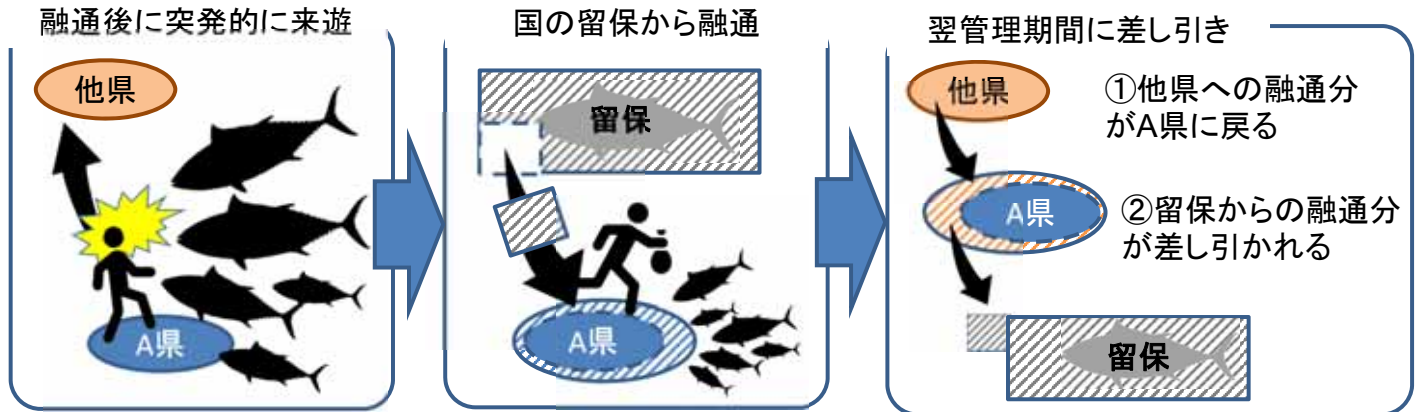 融通後に突発的に来遊
他県
A県
国の留保から融通
留保
A県
翌管理期間に差し引き
他県
①他県への融通分
がA県に戻る
A県
②留保からの融通分
が差し引かれる
留保